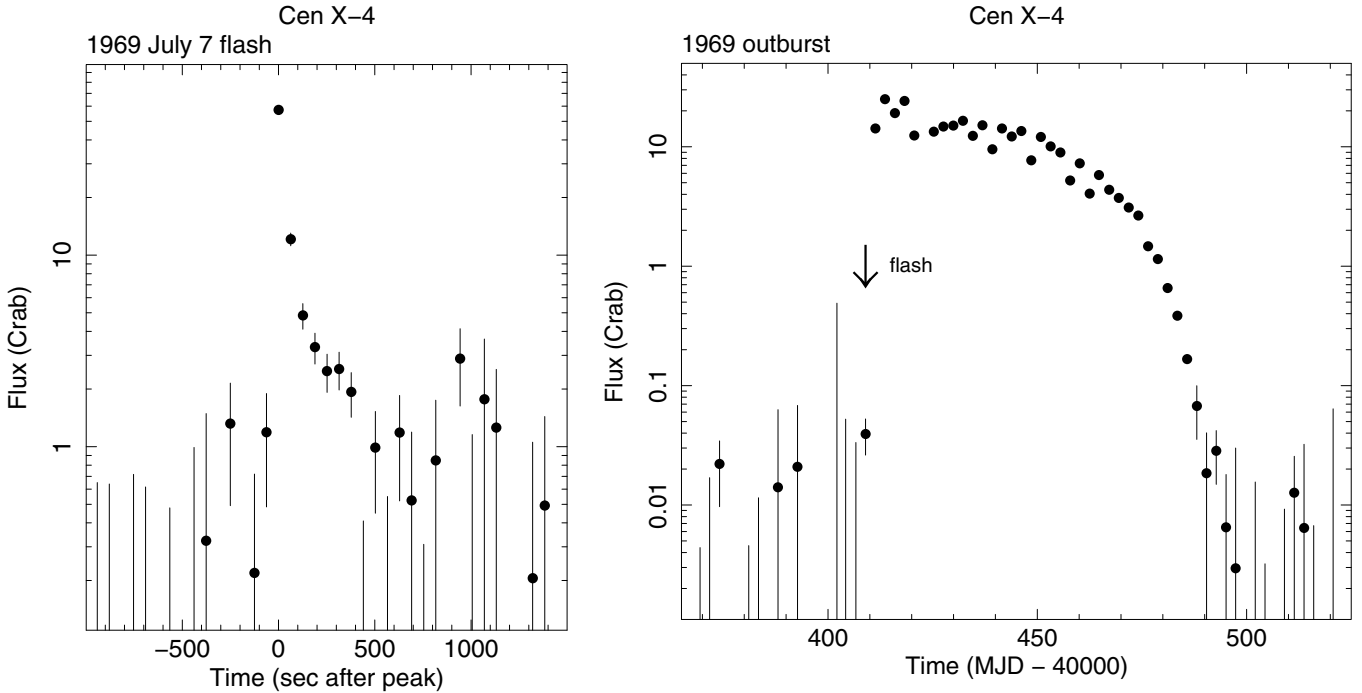 Cen X−4
1969 July 7 flash
10
1
Flux (Crab)
−500 0 500 1000
Time (sec after peak)
Cen X−4
1969 outburst
10
1
0.1
0.01
Flux (Crab)
flash
400 450 500
Time (MJD − 40000)